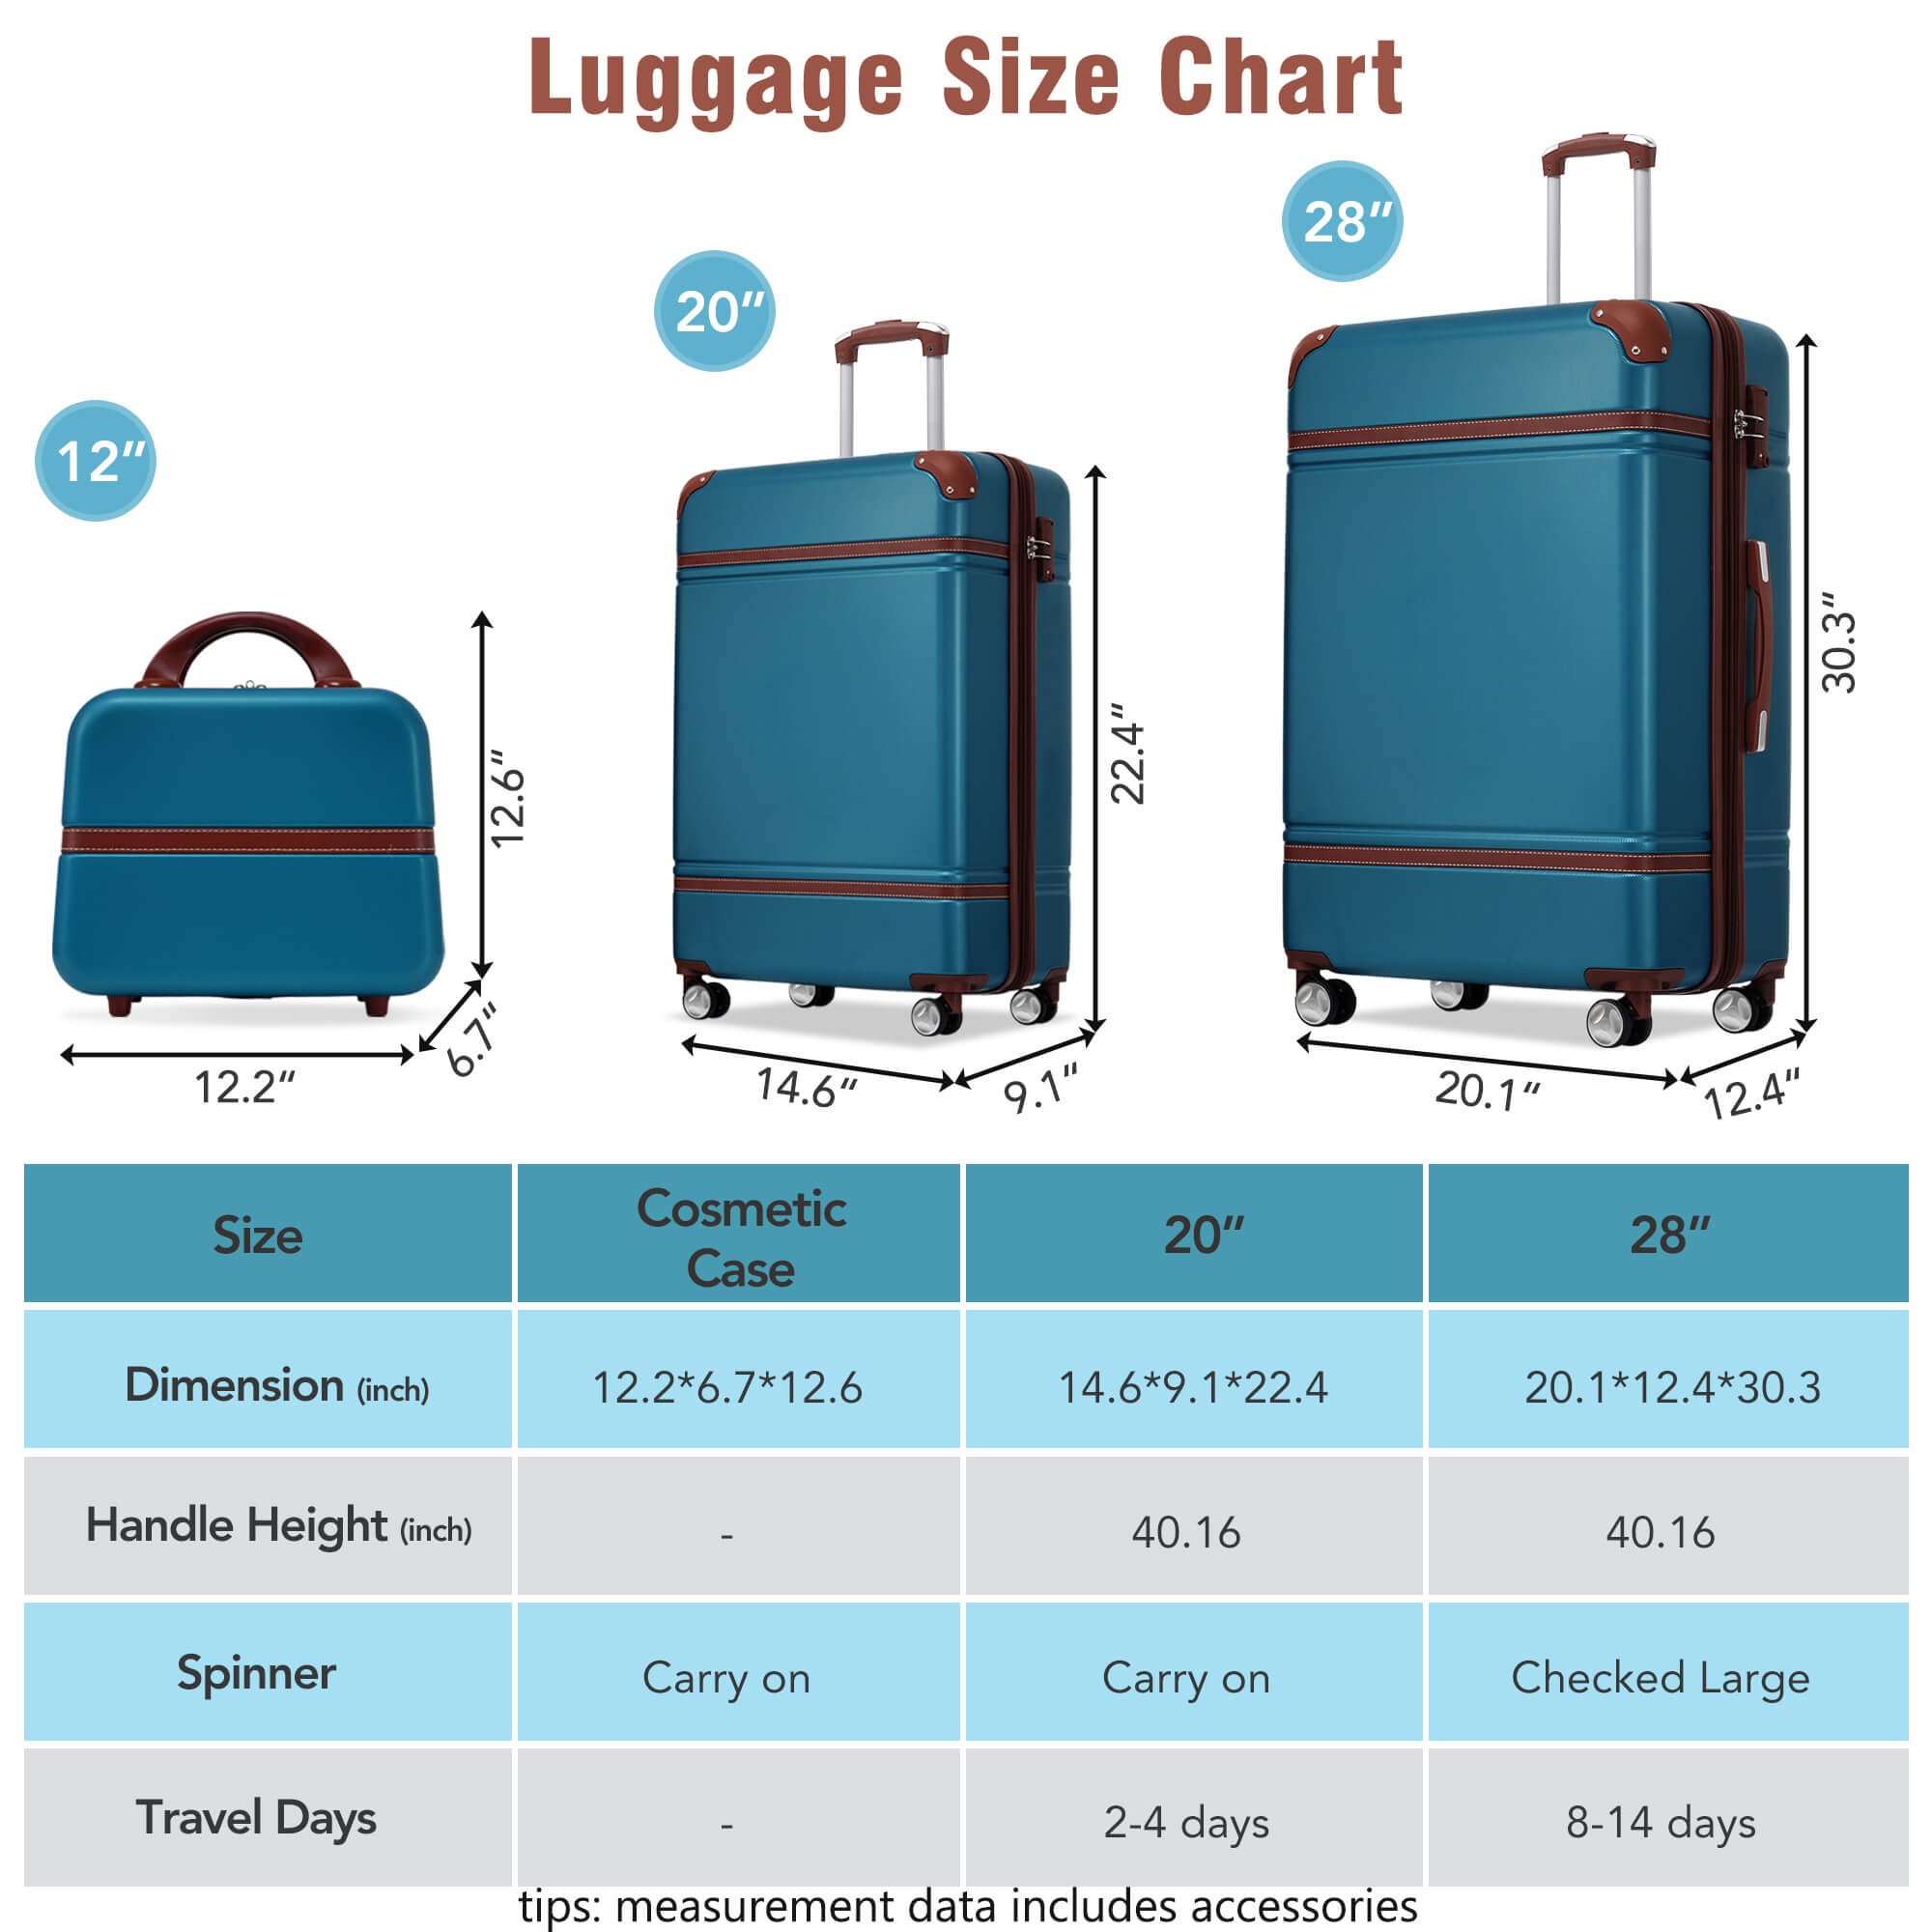 Luggage Size Chart
28”
20”
12”
30.3”
22.4”
12.6”
6.7”
12.2”
14.6”
9.1”
20.1”
12.4”
Size
Cosmetic
Case
20”
28”
Dimension (inch)
12.2*6.7*12.6
14.6*9.1*22.4
20.1*12.4*30.3
Handle Height (inch)
-
40.16
40.16
Spinner
Carry on
Carry on
Checked Large
Travel Days
-
2-4 days
8-14 days
tips: measurement data includes accessories